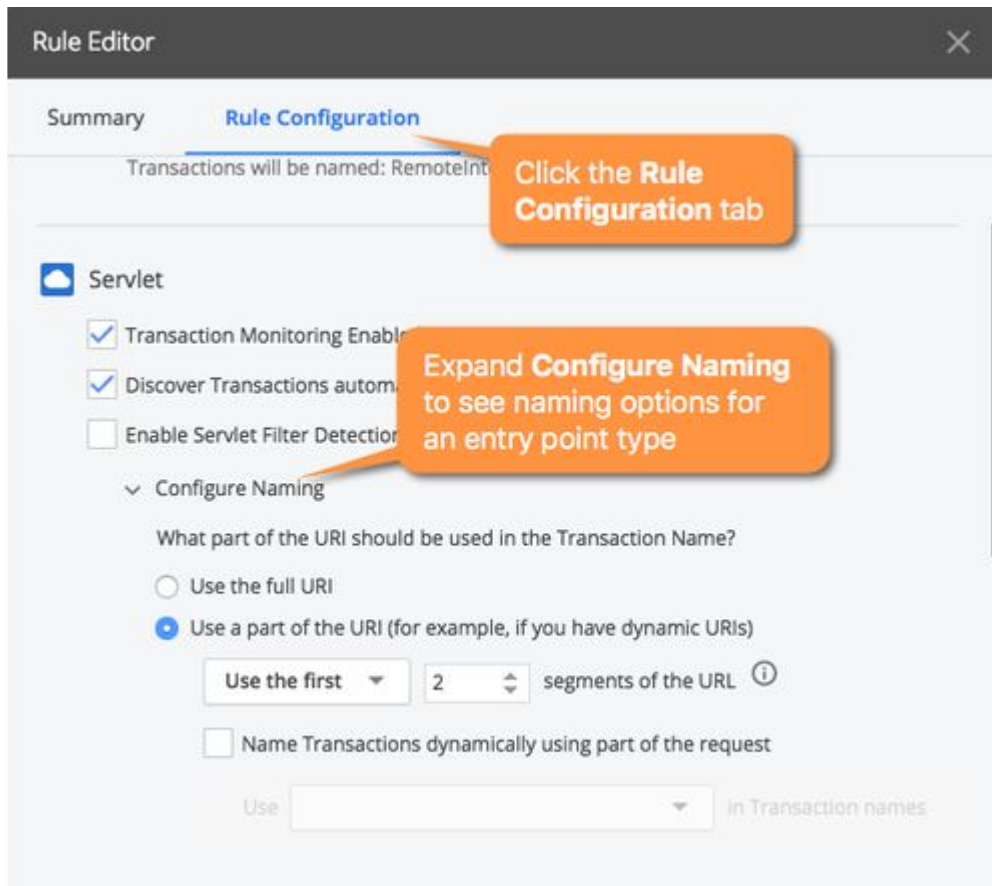 Rule Editor
Summary
Rule Configuration
Transactions will be named:
Click the Rule
Configuration tab
Servlet
Transaction Monitoring
Expand Configure Naming
to see naming options for
an entry point type
Discover Transactions
Enable Servlet Filter Detection
Configure Naming
What part of the URI should be used in the Transaction Name?
Use the full URI
Use a part of the URI (for example, if you have dynamic URIs)
Use the first 2 segments of the URL
Name Transactions dynamically using part of the request
Use in Transaction names